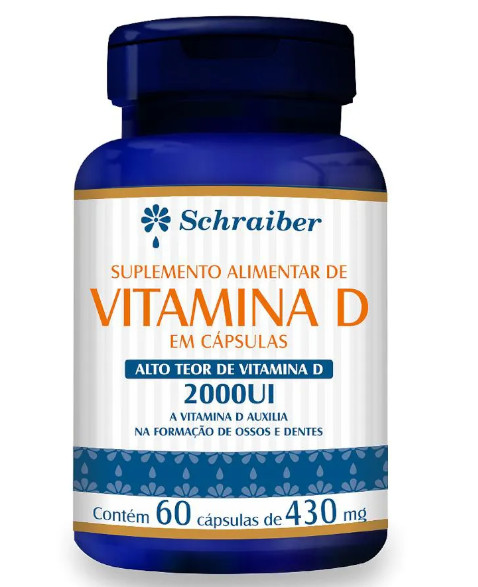 Schraiber
SUPLEMENTO ALIMENTAR DE
VITAMINA D
EM CÁPSULAS
ALTO TEOR DE VITAMINA D
2000UI
A VITAMINA D AUXILIA
NA FORMAÇÃO DE OSSOS E DENTES
Contém 60 cápsulas de 430 mg